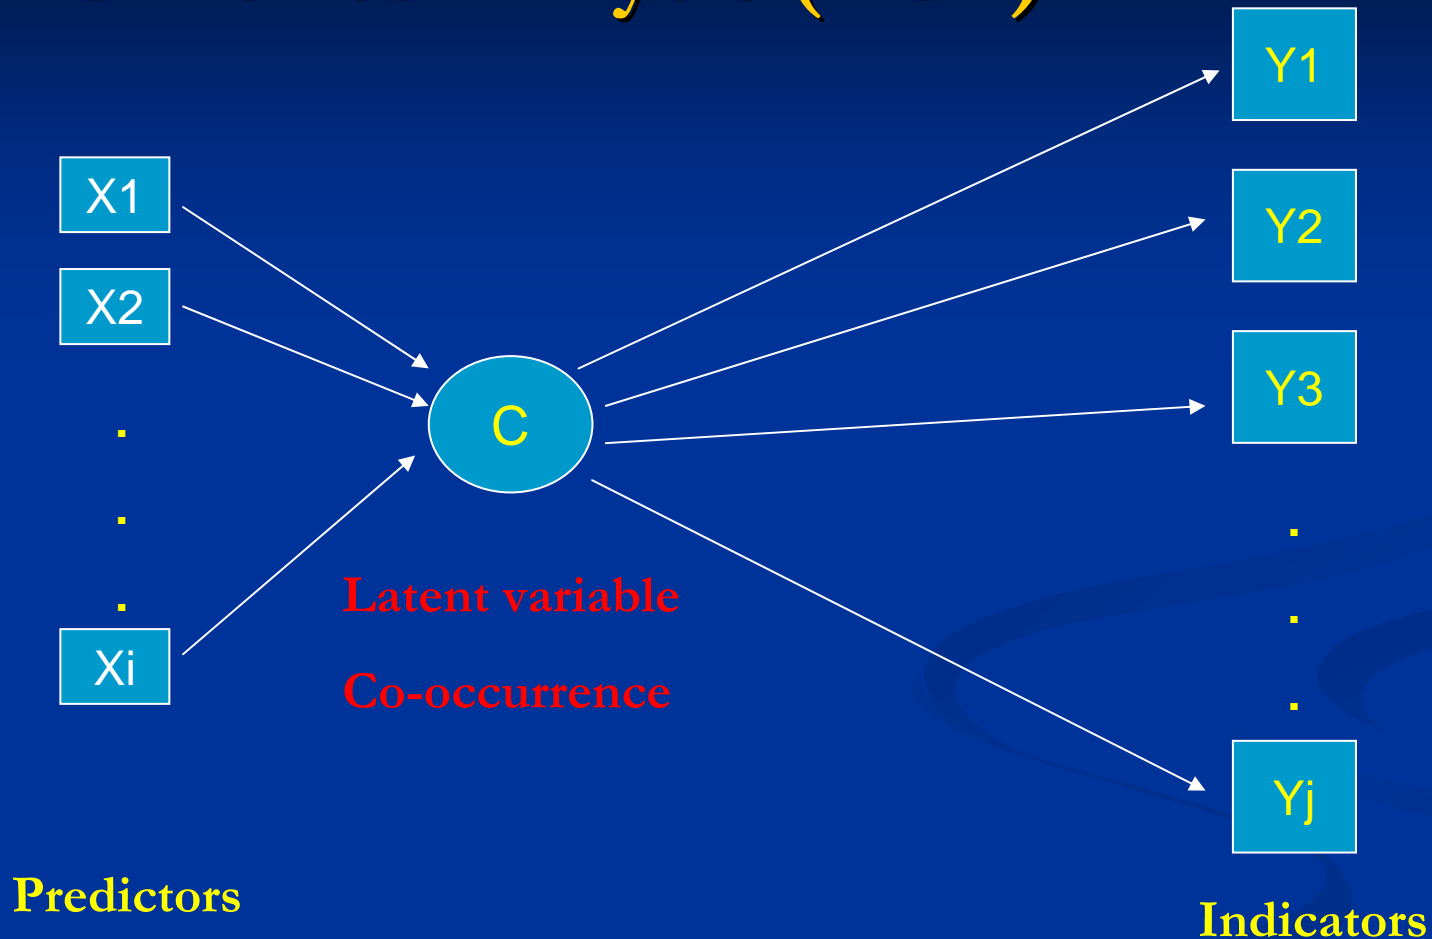 Y1
X1
Y2
X2
Y3
C
.
.
.
.
.
.
Latent variable
Xi
Co-occurrence
Yj
Predictors
Indicators